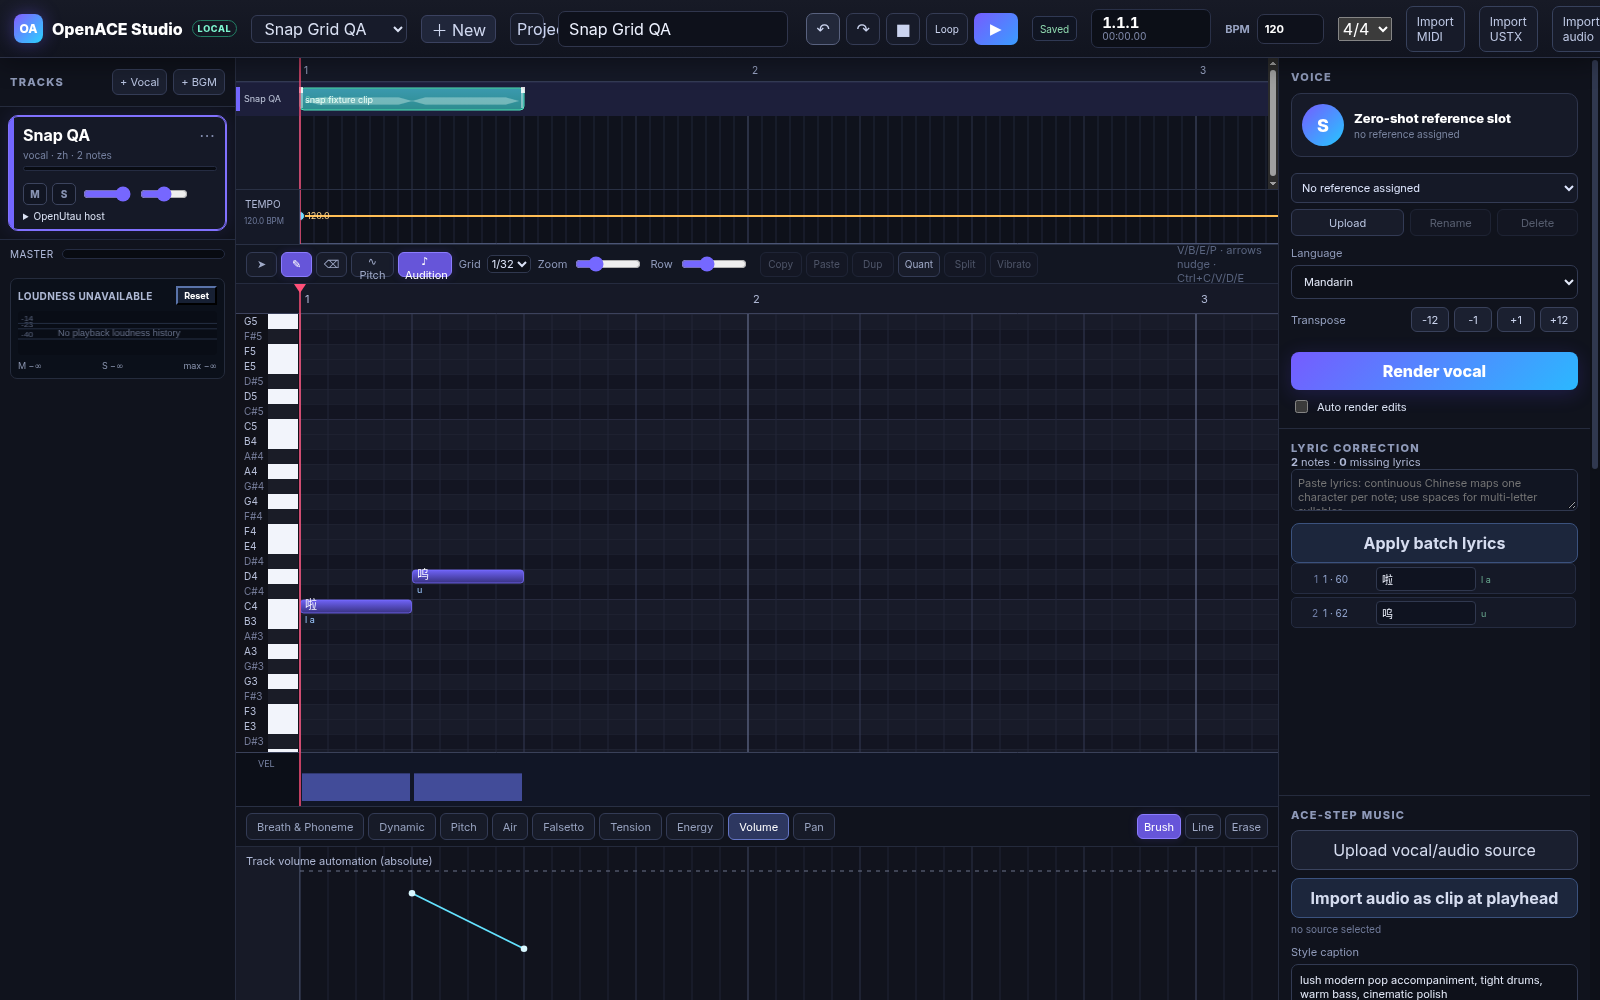 OA OpenACE Studio LOCAL Snap Grid QA + New Projec Snap Grid QA Loop Saved 1.1.1 00:00.00 BPM 120 4/4 Import MIDI Import USTX Import audio
TRACKS + Vocal + BGM
Snap QA ...
vocal · zh · 2 notes
M S
OpenUtau host
MASTER
LOUDNESS UNAVAILABLE Reset
-14
-23
-40
No playback loudness history
M −∞ S −∞ max −∞
1 2 3
Snap QA
snap fixture clip
TEMPO
120.0 BPM
120.0
Pitch
Audition
Grid 1/32 Zoom Row Copy Paste Dup Quant Split Vibrato
V/B/E/P · arrows
nudge ·
Ctrl+C/V/D/E
1 2 3
G5
F#5
F5
E5
D#5
D5
C#5
C5
B4
A#4
A4
G#4
G4
F#4
F4
E4
D#4
D4 呜
C#4 u
C4 啦
B3 l a
A#3
A3
G#3
G3
F#3
F3
E3
D#3
VEL
Breath & Phoneme Dynamic Pitch Air Falsetto Tension Energy Volume Pan Brush Line Erase
Track volume automation (absolute)
VOICE
S
Zero-shot reference slot
no reference assigned
No reference assigned
Upload Rename Delete
Language
Mandarin
Transpose -12 -1 +1 +12
Render vocal
Auto render edits
LYRIC CORRECTION
2 notes · 0 missing lyrics
Paste lyrics: continuous Chinese maps one
character per note; use spaces for multi-letter
syllables
Apply batch lyrics
1 1 · 60 啦 l a
2 1 · 62 呜 u
ACE-STEP MUSIC
Upload vocal/audio source
Import audio as clip at playhead
no source selected
Style caption
lush modern pop accompaniment, tight drums,
warm bass, cinematic polish